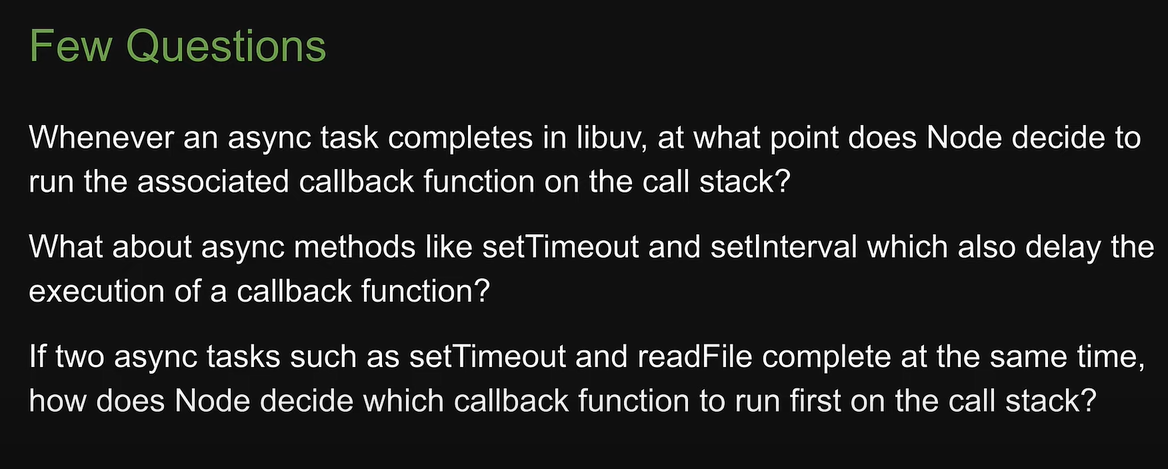 Few Questions
Whenever an async task completes in libuv, at what point does Node decide to
run the associated callback function on the call stack?
What about async methods like setTimeout and setInterval which also delay the
execution of a callback function?
If two async tasks such as setTimeout and readFile complete at the same time,
how does Node decide which callback function to run first on the call stack?